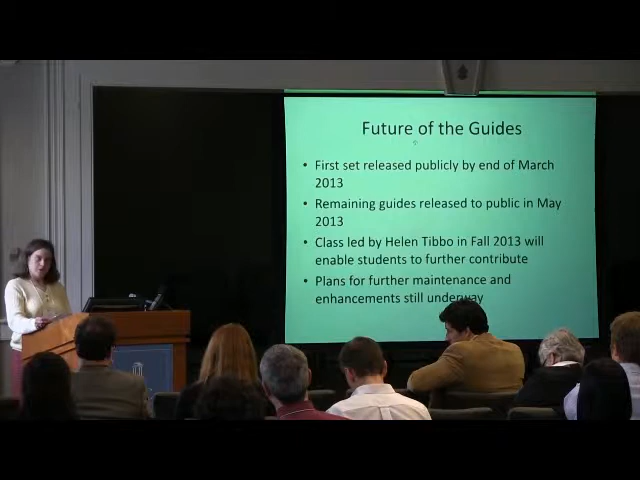 Future of the Guides
• First set released publicly by end of March
2013
• Remaining guides released to public in May
2013
• Class led by Helen Tibbo in Fall 2013 will
enable students to further contribute
• Plans for further maintenance and
enhancements still underway